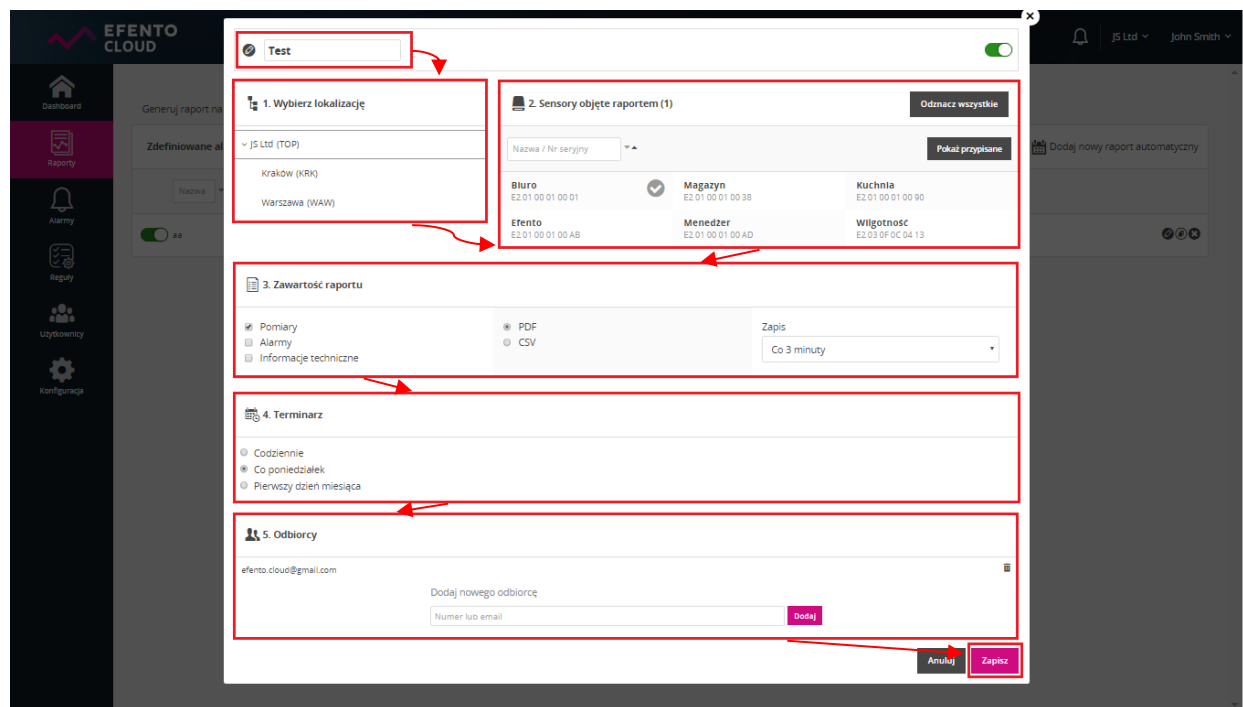 EFENTO
CLOUD
JS Ltd
John Smith
Dashboard
Raporty
Alarmy
Reguły
Użytkownicy
Konfiguracja
Generuj raport na
Zdefiniowane al
Nazwa
aa
Dodaj nowy raport automatyczny
Test
1. Wybierz lokalizację
JS Ltd (TOP)
Kraków (KRK)
Warszawa (WAW)
2. Sensory objęte raportem (1)
Odznacz wszystkie
Nazwa / Nr seryjny
Pokaż przypisane
Biuro
E2 01 00 01 00 01
Magazyn
E2 01 00 01 00 38
Kuchnia
E2 01 00 01 00 90
Efento
E2 01 00 01 00 AB
Menedżer
E2 01 00 01 00 AD
Wilgotność
E2 03 0F 0C 04 13
3. Zawartość raportu
Pomiary
Alarmy
Informacje techniczne
PDF
CSV
Zapis
Co 3 minuty
4. Terminarz
Codziennie
Co poniedziałek
Pierwszy dzień miesiąca
5. Odbiorcy
efento.cloud@gmail.com
Dodaj nowego odbiorcę
Numer lub email
Dodaj
Anuluj
Zapisz